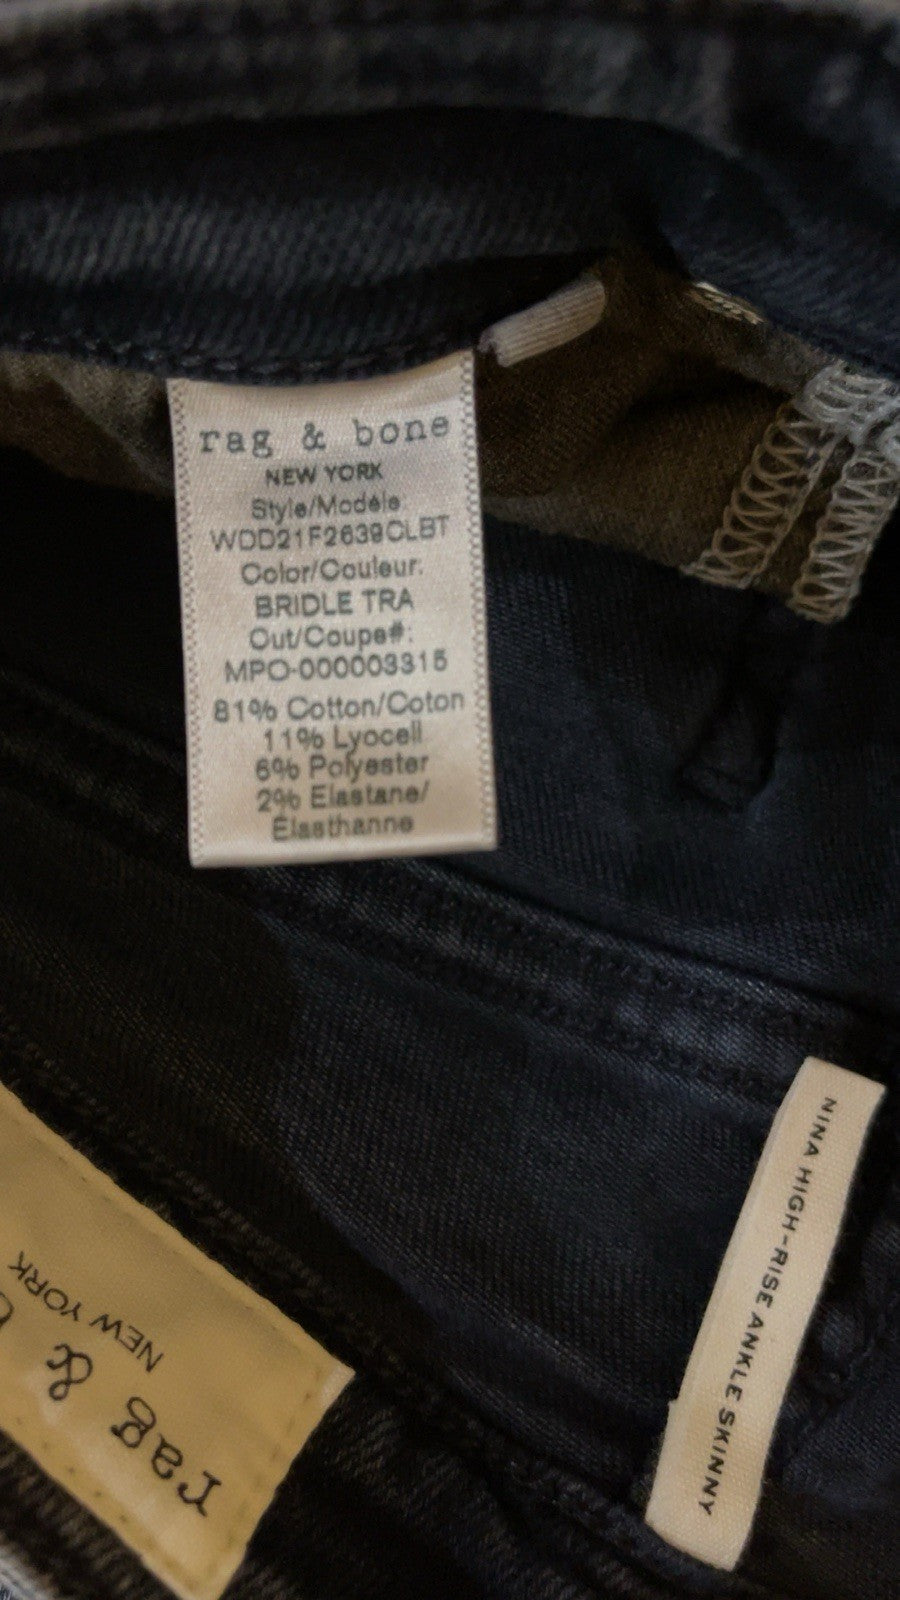 rag & bone
NEW YORK
Style/Modèle
WDD21F2639CLBT
Color/Couleur:
BRIDLE TRA
Cut/Coupe#:
MPO-000003315
81% Cotton/Coton
11% Lyocell
6% Polyester
2% Elastane/
Élasthanne
NINA HIGH-RISE ANKLE SKINNY
rag & b
NEW YORK